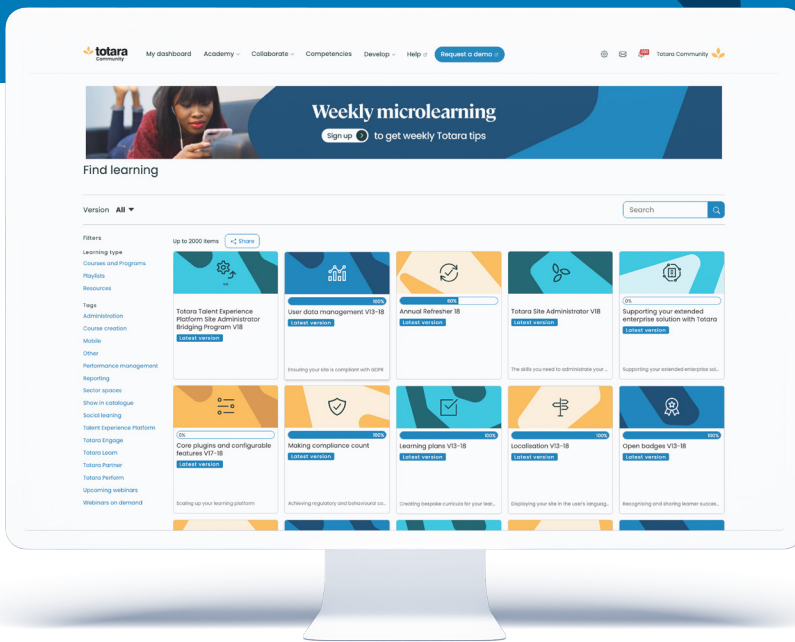 totara
Community
My dashboard
Academy
Collaborate
Competencies
Develop
Help
Request a demo
Totara Community
Weekly microlearning
Sign up to get weekly Totara tips
Find learning
Version All
Search
Filters
Learning type
Courses and Programs
Playlists
Resources
Tags
Administration
Course creation
Mobile
Other
Performance management
Reporting
Sector spaces
Show in catalogue
Social learning
Talent Experience Platform
Totara Engage
Totara Learn
Totara Partner
Totara Perform
Upcoming webinars
Webinars on demand
Up to 2000 items
Share
Totara Talent Experience
Platform Site Administrator
Bridging Program V18
Latest version
100%
User data management V13-18
Latest version
Ensuring your site is compliant with GDPR
60%
Annual Refresher 18
Latest version
Totara Site Administrator V18
Latest version
The skills you need to administrate your ...
0%
Supporting your extended
enterprise solution with Totara
Latest version
Supporting your extended enterprise sol...
0%
Core plugins and configurable
features V17-18
Latest version
Scaling up your learning platform
100%
Making compliance count
Latest version
Achieving regulatory and behavioural co...
100%
Learning plans V13-18
Latest version
Creating bespoke curricula for your lear...
100%
Localisation V13-18
Latest version
Displaying your site in the user's languag...
100%
Open badges V13-18
Latest version
Recognising and sharing learner succes...